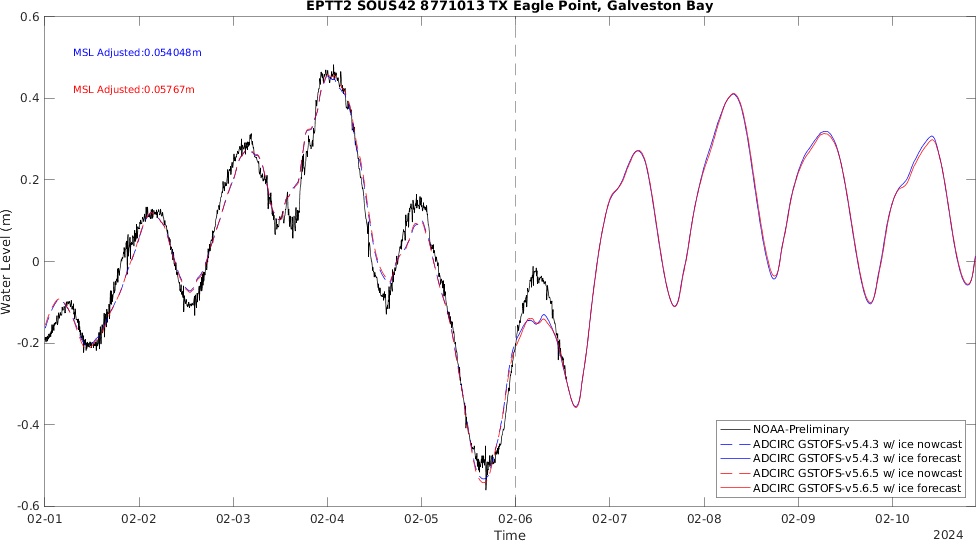 EPTT2 SOUS42 8771013 TX Eagle Point, Galveston Bay
0.6
MSL Adjusted:0.054048m
MSL Adjusted:0.05767m
0.4
0.2
0
-0.2
-0.4
-0.6
Water Level (m)
NOAA-Preliminary
ADCIRC GSTOFS-v5.4.3 w/ ice nowcast
ADCIRC GSTOFS-v5.4.3 w/ ice forecast
ADCIRC GSTOFS-v5.6.5 w/ ice nowcast
ADCIRC GSTOFS-v5.6.5 w/ ice forecast
02-01 02-02 02-03 02-04 02-05 02-06 02-07 02-08 02-09 02-10
Time
2024